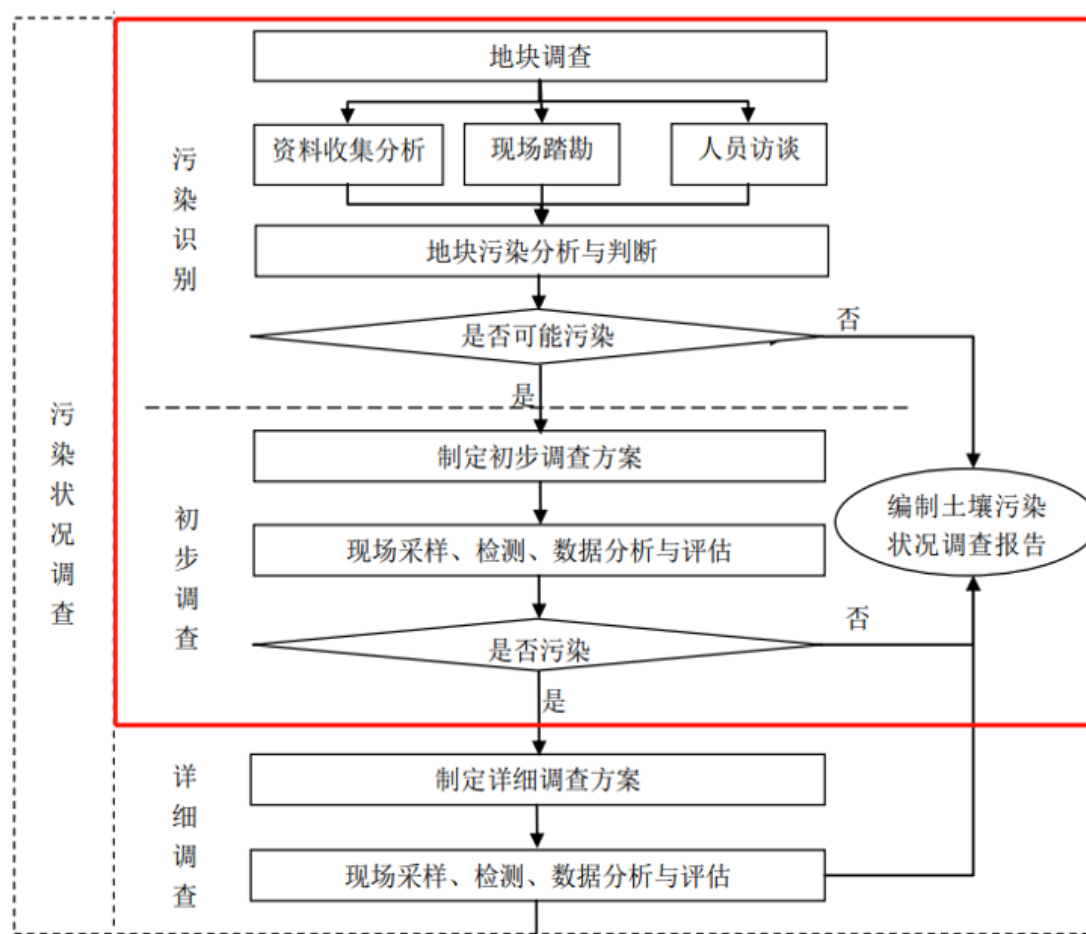 污染状况调查
污染识别
地块调查
资料收集分析
现场踏勘
人员访谈
地块污染分析与判断
是否可能污染
否
是
初步调查
制定初步调查方案
现场采样、检测、数据分析与评估
是否污染
否
是
编制土壤污染
状况调查报告
详细调查
制定详细调查方案
现场采样、检测、数据分析与评估